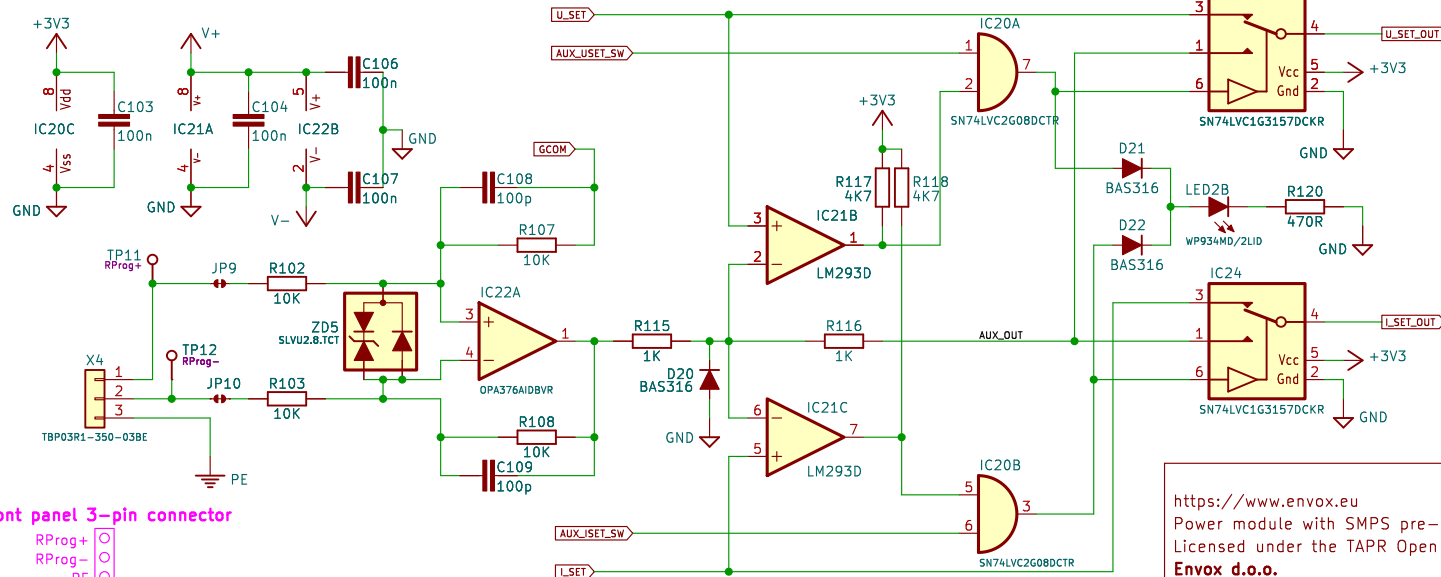 +3V3
8
Vdd
IC20C
4
Vss
GND
C103
100n
V+
8
V+
IC21A
4
V-
GND
C104
100n
5
V+
IC22B
2
V-
V-
C106
100n
GND
C107
100n
GCOM
C108
100p
R107
10K
TP11
RProg+
JP9
R102
10K
TP12
RProg-
X4
1
2
3
TBP03R1-350-03BE
JP10
R103
10K
PE
ZD5
SLVU2.8.TCT
IC22A
3
+
4
−
1
OPA376AIDBVR
R108
10K
C109
100p
R115
1K
D20
BAS316
GND
R116
1K
AUX_OUT
U_SET
AUX_USET_SW
IC20A
1
2
7
SN74LVC2G08DCTR
+3V3
R117
4K7
R118
4K7
IC21B
3
+
2
−
1
LM293D
IC21C
6
−
5
+
7
LM293D
IC20B
5
6
3
SN74LVC2G08DCTR
AUX_ISET_SW
I_SET
3
1
6
4
U_SET_OUT
Vcc
5
+3V3
Gnd
2
SN74LVC1G3157DCKR
GND
D21
BAS316
D22
BAS316
LED2B
WP934MD/2LID
R120
470R
GND
IC24
3
1
6
4
I_SET_OUT
Vcc
5
+3V3
Gnd
2
SN74LVC1G3157DCKR
GND
ont panel 3-pin connector
RProg+
RProg-
PE
https://www.envox.eu
Power module with SMPS pre-
Licensed under the TAPR Open
Envox d.o.o.